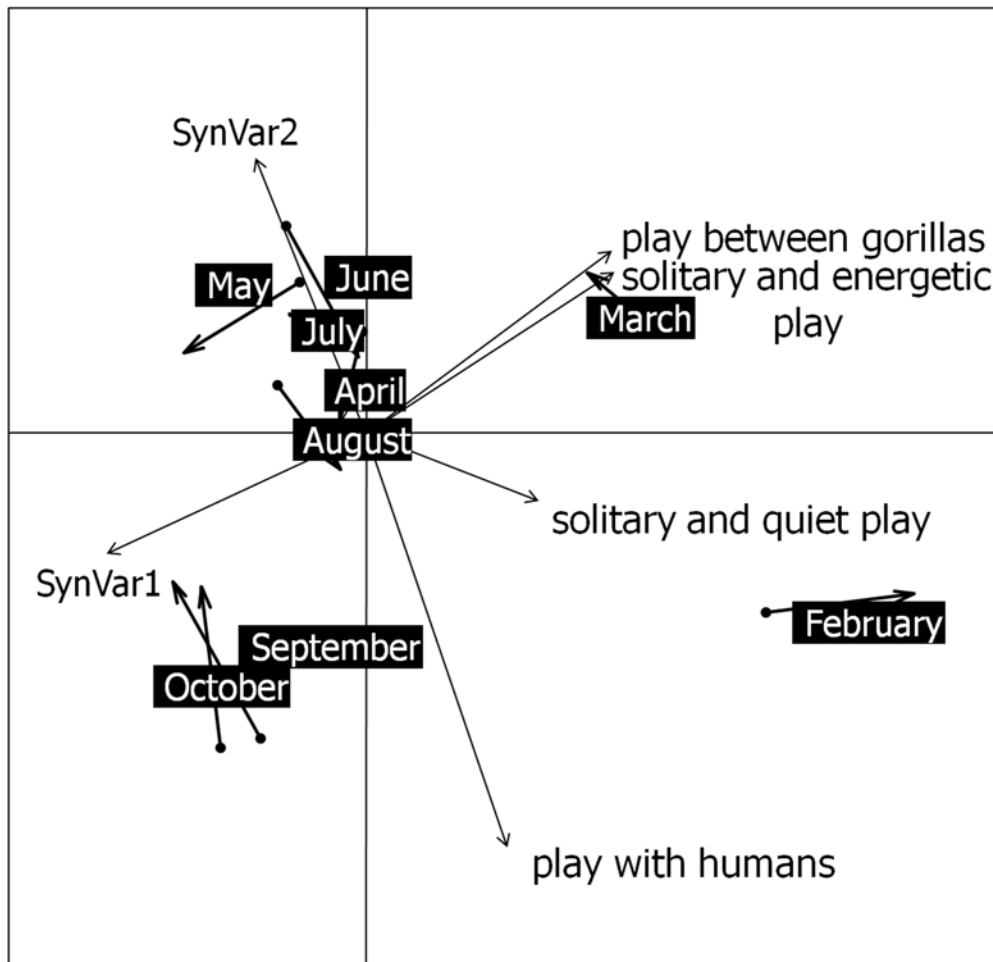 SynVar2
play between gorillas
June
solitary and energetic
May
March
play
July
April
August
solitary and quiet play
SynVar1
February
September
October
play with humans